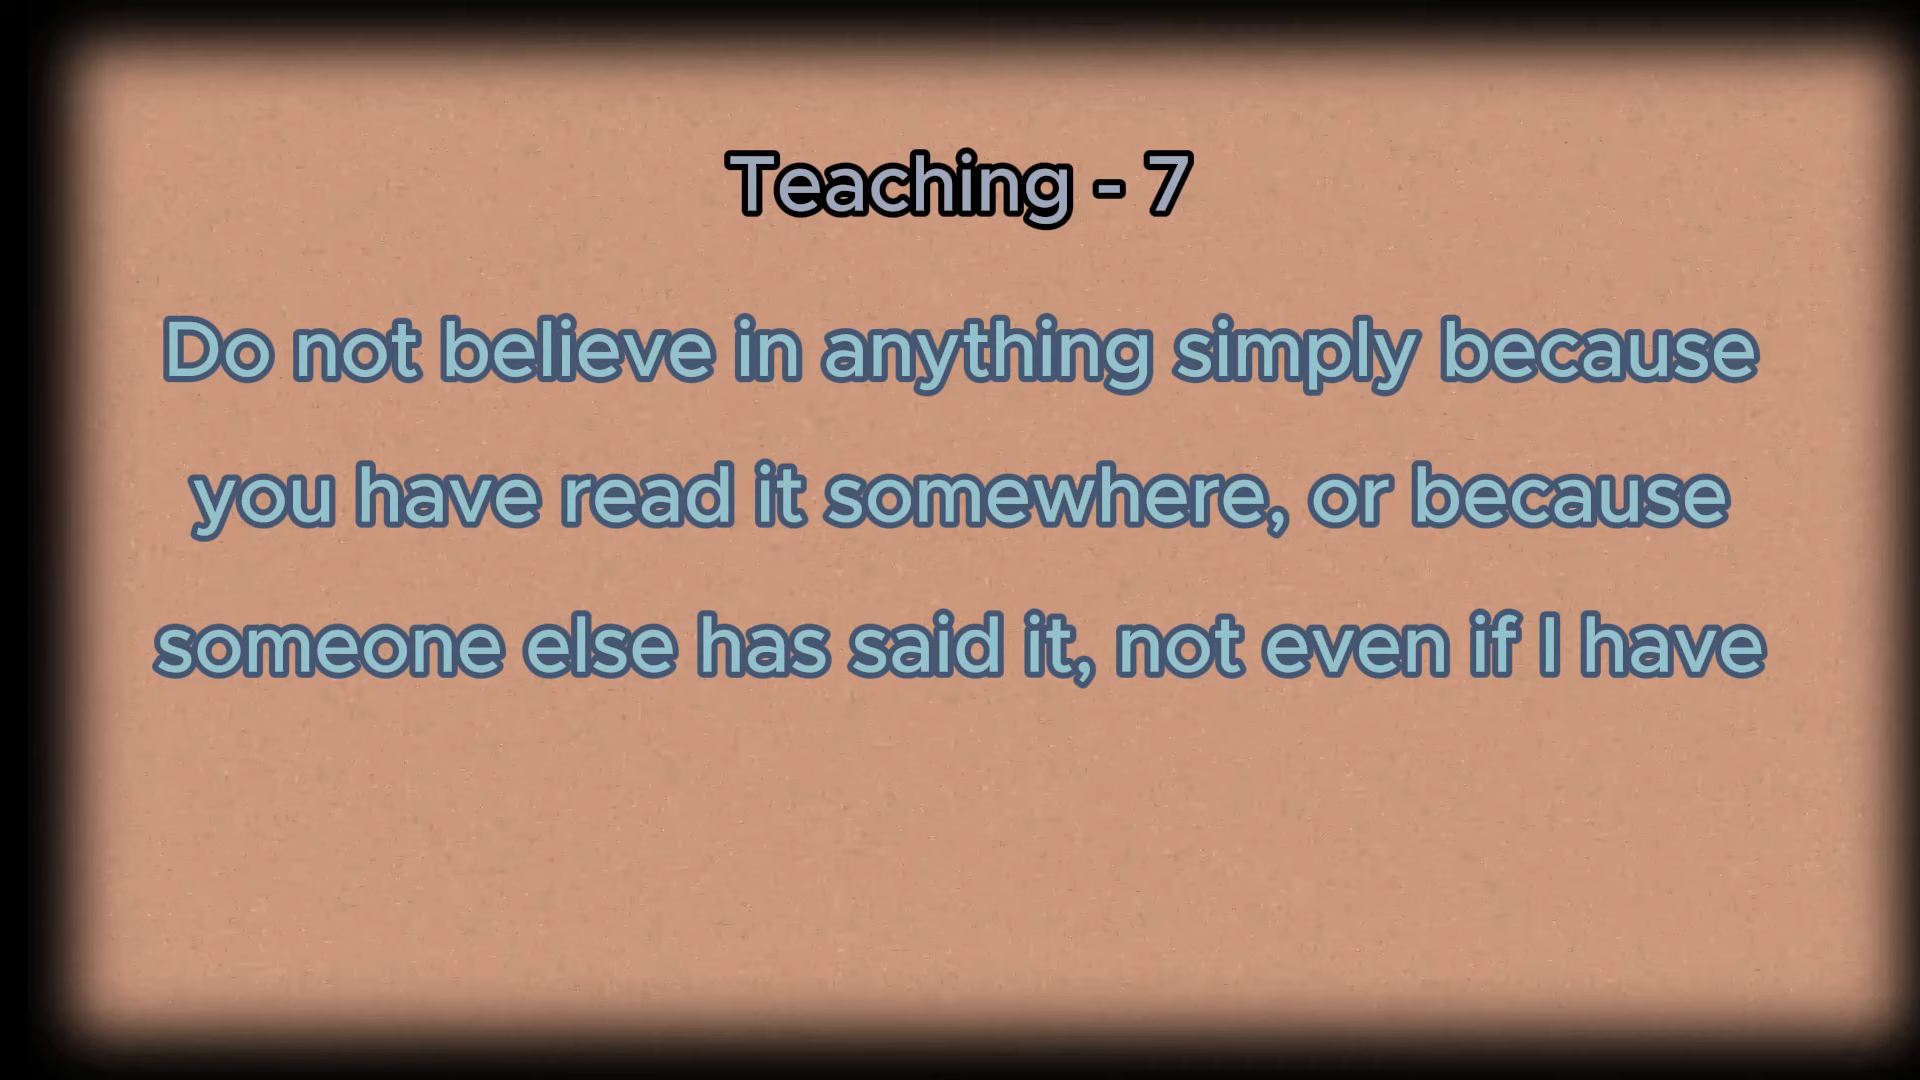 Teaching - 7
Do not believe in anything simply because
you have read it somewhere, or because
someone else has said it, not even if I have